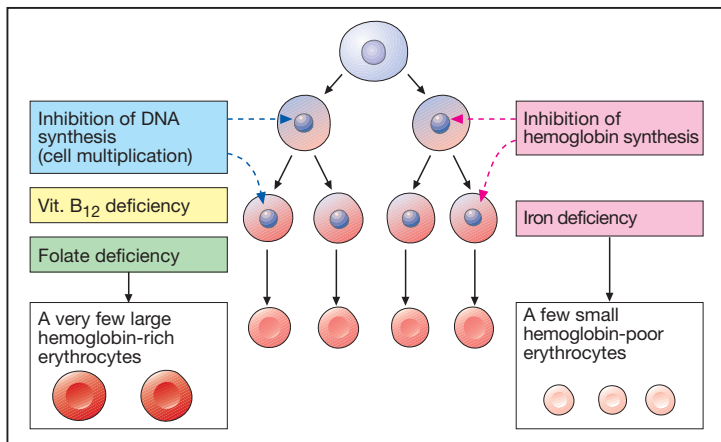 Inhibition of DNA
synthesis
(cell multiplication)
Vit. B12 deficiency
Folate deficiency
A very few large
hemoglobin-rich
erythrocytes
Inhibition of
hemoglobin synthesis
Iron deficiency
A few small
hemoglobin-poor
erythrocytes